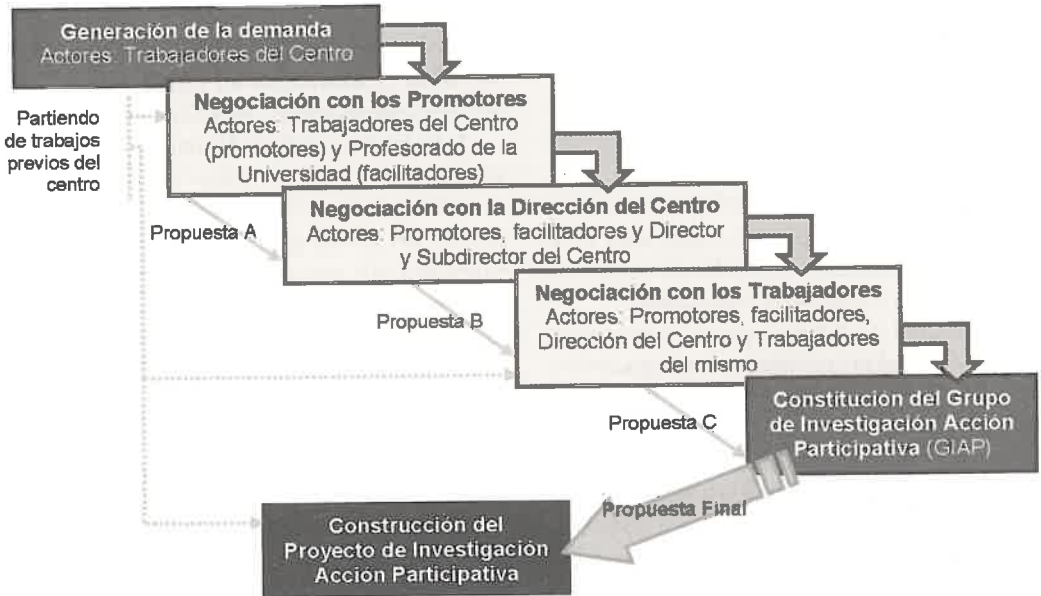 Generación de la demanda
Actores: Trabajadores del Centro
Partiendo
de trabajos
previos del
centro
Negociación con los Promotores
Actores: Trabajadores del Centro
(promotores) y Profesorado de la
Universidad (facilitadores)
Propuesta A
Negociación con la Dirección del Centro
Actores: Promotores, facilitadores y Director
y Subdirector del Centro
Propuesta B
Negociación con los Trabajadores
Actores: Promotores, facilitadores,
Dirección del Centro y Trabajadores
del mismo
Propuesta C
Constitución del Grupo
de Investigación Acción
Participativa (GIAP)
Propuesta Final
Construcción del
Proyecto de Investigación
Acción Participativa